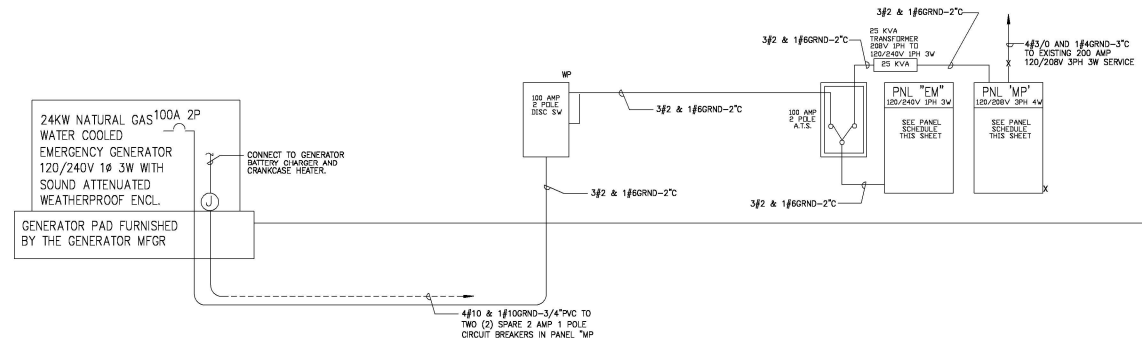 24KW NATURAL GAS
WATER COOLED
EMERGENCY GENERATOR
120/240V 1ø 3W WITH
SOUND ATTENUATED
WEATHERPROOF ENCL.
100A 2P
CONNECT TO GENERATOR
BATTERY CHARGER AND
CRANKCASE HEATER.
J
GENERATOR PAD FURNISHED
BY THE GENERATOR MFGR
4#10 & 1#10GRND-3/4"PVC TO
TWO (2) SPARE 2 AMP 1 POLE
CIRCUIT BREAKERS IN PANEL "MP
WP
100 AMP
2 POLE
DISC SW
3#2 & 1#6GRND-2"C
3#2 & 1#6GRND-2"C
100 AMP
2 POLE
A.T.S.
3#2 & 1#6GRND-2"C
3#2 & 1#6GRND-2"C
25 KVA
TRANSFORMER
208V 1PH TO
120/240V 1PH 3W
25 KVA
3#2 & 1#6GRND-2"C
PNL "EM"
120/240V 1PH 3W
SEE PANEL
SCHEDULE
THIS SHEET
PNL 'MP'
120/208V 3PH 4W
SEE PANEL
SCHEDULE
THIS SHEET
X
X
4#3/0 AND 1#4GRND-3"C
TO EXISTING 200 AMP
120/208V 3PH 3W SERVICE